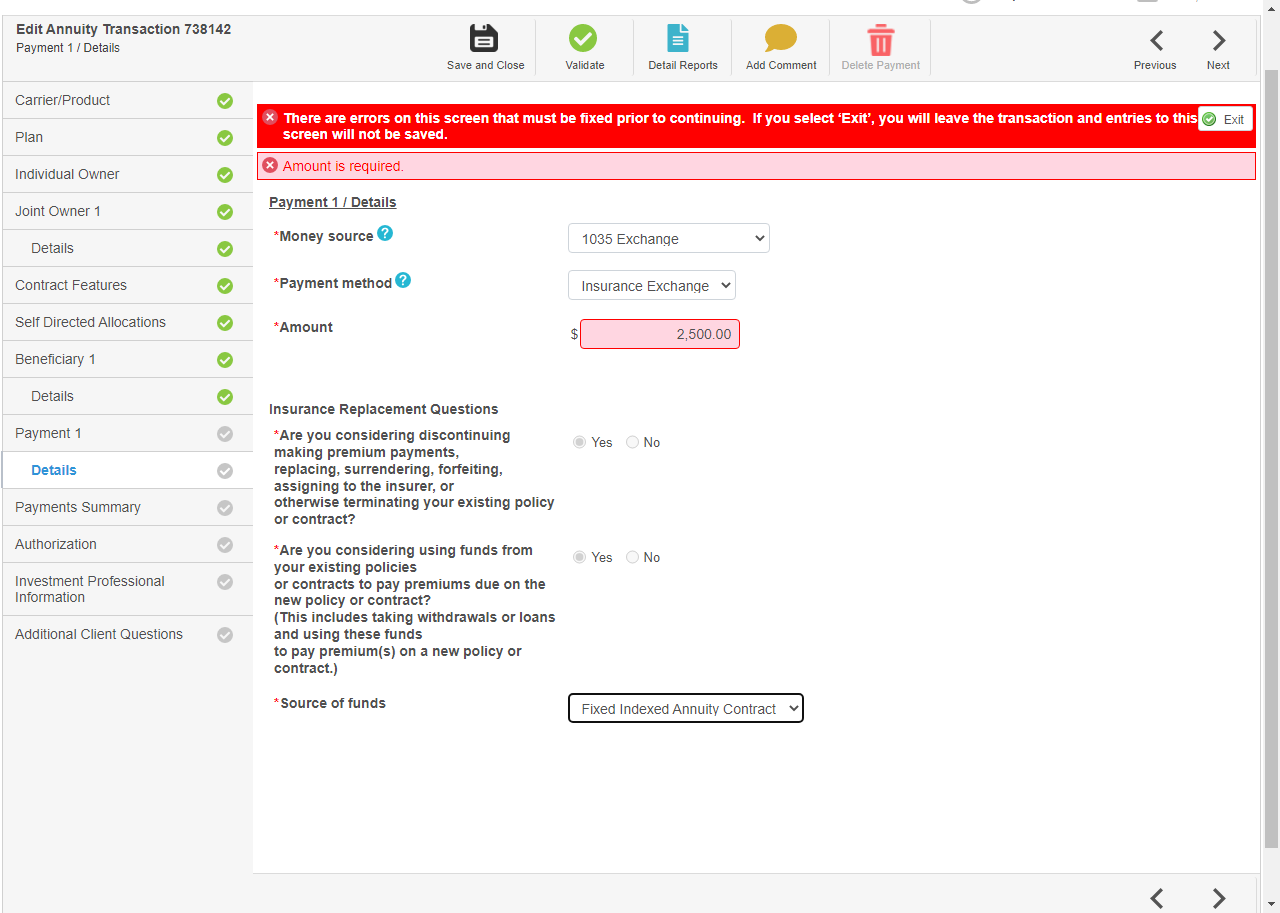 Edit Annuity Transaction 738142
Payment 1 / Details
Save and Close
Validate
Detail Reports
Add Comment
Delete Payment
Previous
Next
Carrier/Product
Plan
Individual Owner
Joint Owner 1
Details
Contract Features
Self Directed Allocations
Beneficiary 1
Details
Payment 1
Details
Payments Summary
Authorization
Investment Professional
Information
Additional Client Questions
There are errors on this screen that must be fixed prior to continuing.  If you select ‘Exit’, you will leave the transaction and entries to this
screen will not be saved.
Exit
Amount is required.
Payment 1 / Details
*Money source ?
1035 Exchange
*Payment method ?
Insurance Exchange
*Amount
$ 2,500.00
Insurance Replacement Questions
*Are you considering discontinuing
making premium payments,
replacing, surrendering, forfeiting,
assigning to the insurer, or
otherwise terminating your existing policy
or contract?
Yes No
*Are you considering using funds from
your existing policies
or contracts to pay premiums due on the
new policy or contract?
(This includes taking withdrawals or loans
and using these funds
to pay premium(s) on a new policy or
contract.)
Yes No
*Source of funds
Fixed Indexed Annuity Contract